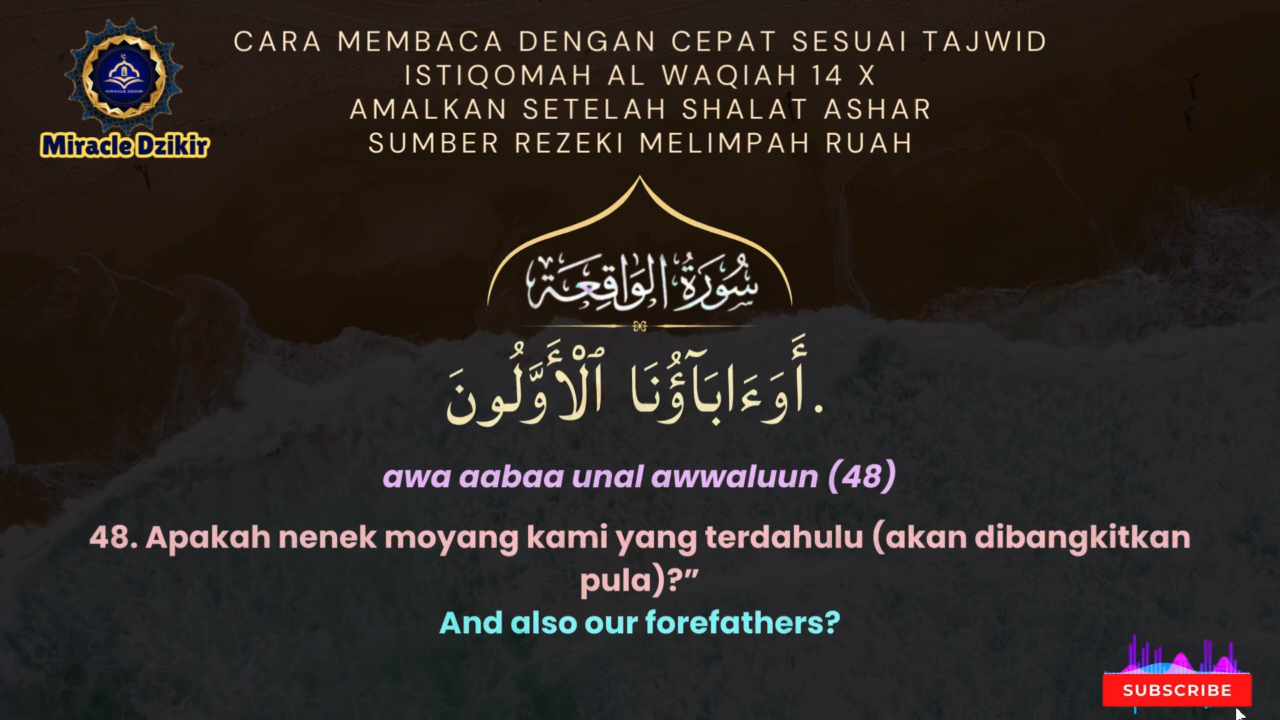 CARA MEMBACA DENGAN CEPAT SESUAI TAJWID
ISTIQOMAH AL WAQIAH 14 X
AMALKAN SETELAH SHALAT ASHAR
SUMBER REZEKI MELIMPAH RUAH
MIRACLE DZIKIR
Miracle Dzikir
سُورَةُ الوَاقِعَة
أَوَءَابَآؤُنَا ٱلْأَوَّلُونَ.
awa aabaa unal awwaluun (48)
48. Apakah nenek moyang kami yang terdahulu (akan dibangkitkan
pula)?”
And also our forefathers?
SUBSCRIBE